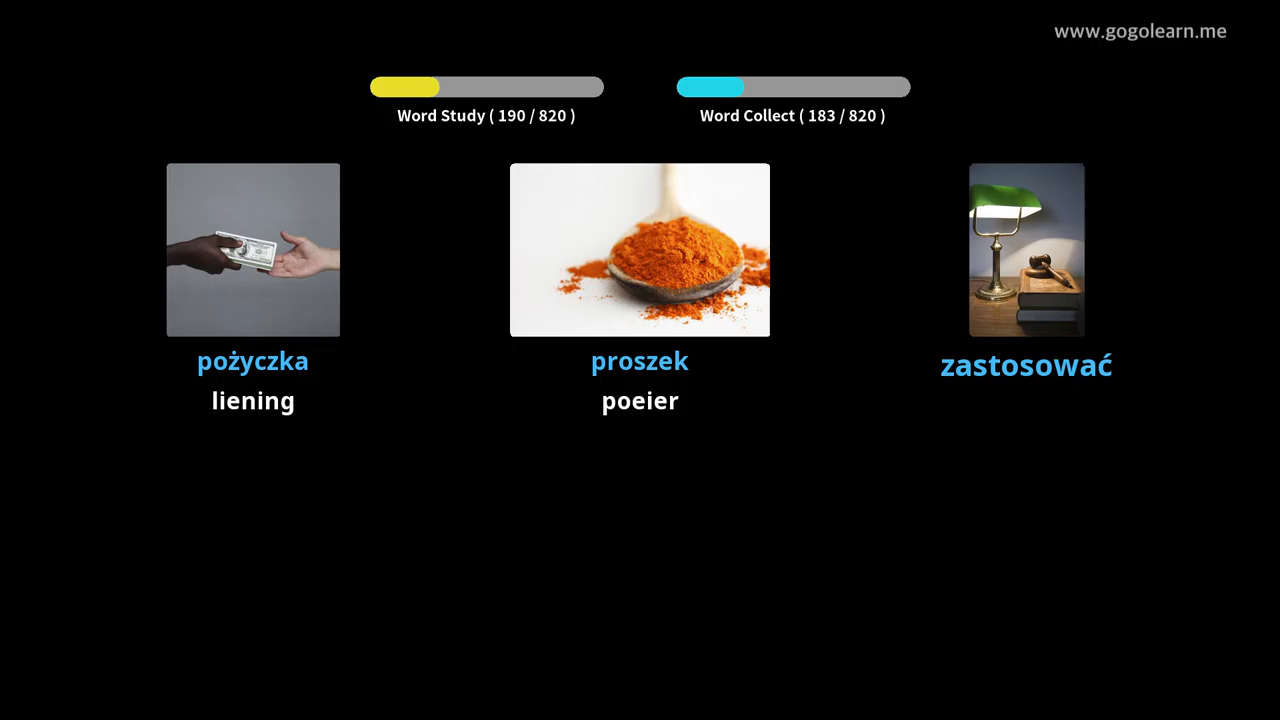 www.gogolearn.me
Word Study ( 190 / 820 )
Word Collect ( 183 / 820 )
pożyczka
liening
proszek
poeier
zastosować